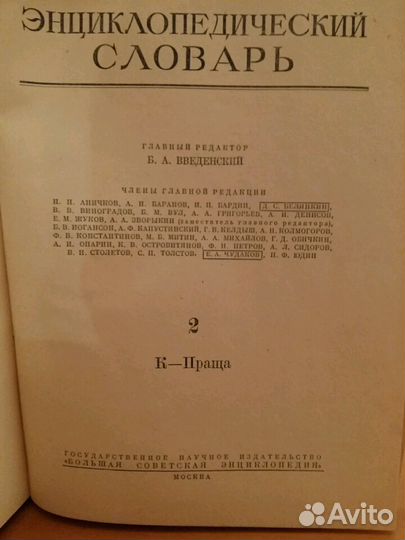 ЭНЦИКЛОПЕДИЧЕСКИЙ
СЛОВАРЬ
ГЛАВНЫЙ РЕДАКТОР
Б. А. ВВЕДЕНСКИЙ
ЧЛЕНЫ ГЛАВНОЙ РЕДАКЦИИ
Н. Н. АНИЧКОВ, А. И. БАРАНОВ, И. П. БАРДИН, Д. С. БЕЛЯНКИН,
В. В. ВИНОГРАДОВ, Б. М. ВУЛ, А. А. ГРИГОРЬЕВ, А. И. ДЕНИСОВ,
Е. М. ЖУКОВ, А. А. ЗВОРЫКИН (заместитель главного редактора),
Б. В. ИОГАНСОН, А. Ф. КАПУСТИНСКИЙ, Г. В. КЕЛДЫШ, А. Н. КОЛМОГОРОВ,
Ф. В. КОНСТАНТИНОВ, М. Б. МИТИН, А. А. МИХАЙЛОВ, Г. Д. ОБИЧКИН,
А. И. ОПАРИН, К. В. ОСТРОВИТЯНОВ, Ф. Н. ПЕТРОВ, А. Л. СИДОРОВ,
В. Н. СТОЛЕТОВ, С. П. ТОЛСТОВ, Е. А. ЧУДАКОВ, П. Ф. ЮДИН
2
К—Праща
ГОСУДАРСТВЕННОЕ НАУЧНОЕ ИЗДАТЕЛЬСТВО
«БОЛЬШАЯ СОВЕТСКАЯ ЭНЦИКЛОПЕДИЯ»
МОСКВА
Avito